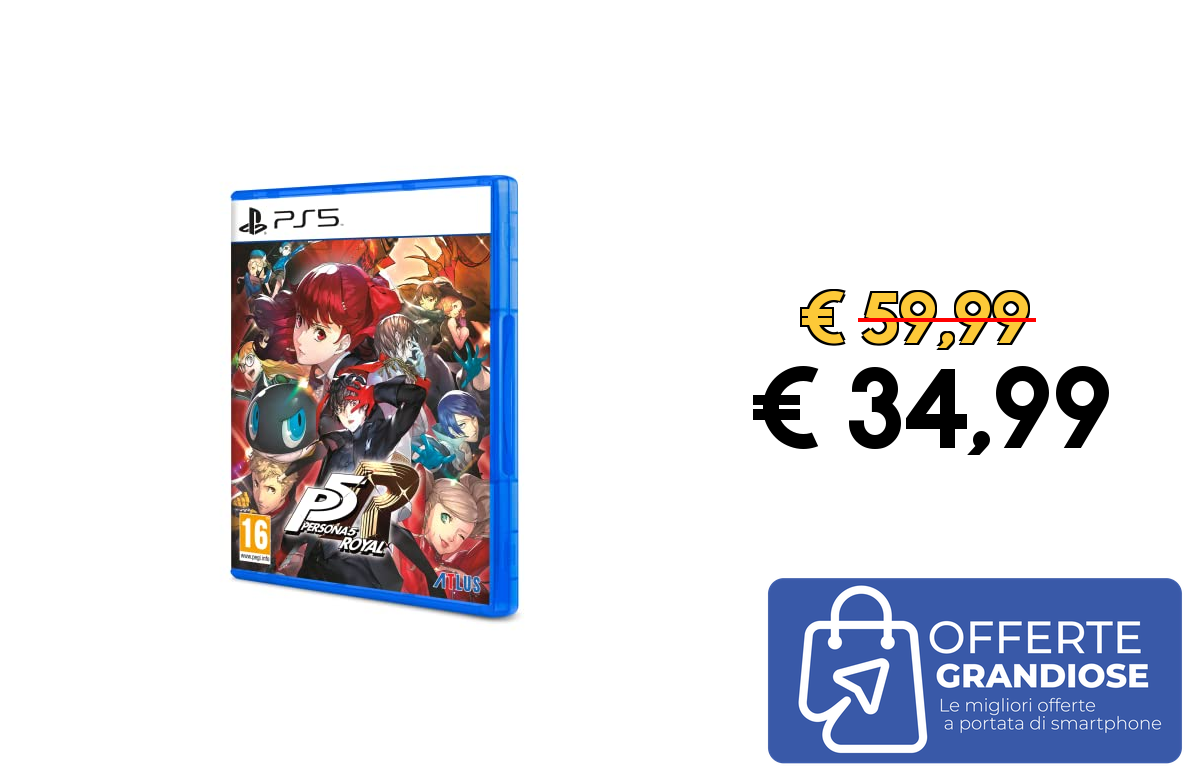 PS5
P5R
PERSONA5
ROYAL
16
www.pegi.info
ATLUS
€ 59,99
€ 34,99
OFFERTE
GRANDIOSE
Le migliori offerte
a portata di smartphone